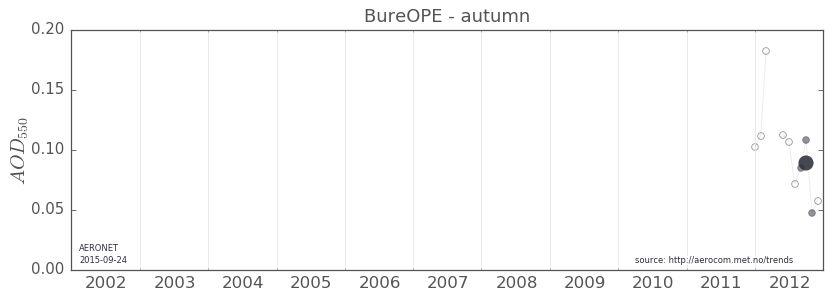 BureOPE - autumn
0.20
0.15
0.10
0.05
0.00
AOD550
AERONET
2015-09-24
source: http://aerocom.met.no/trends
2002 2003 2004 2005 2006 2007 2008 2009 2010 2011 2012